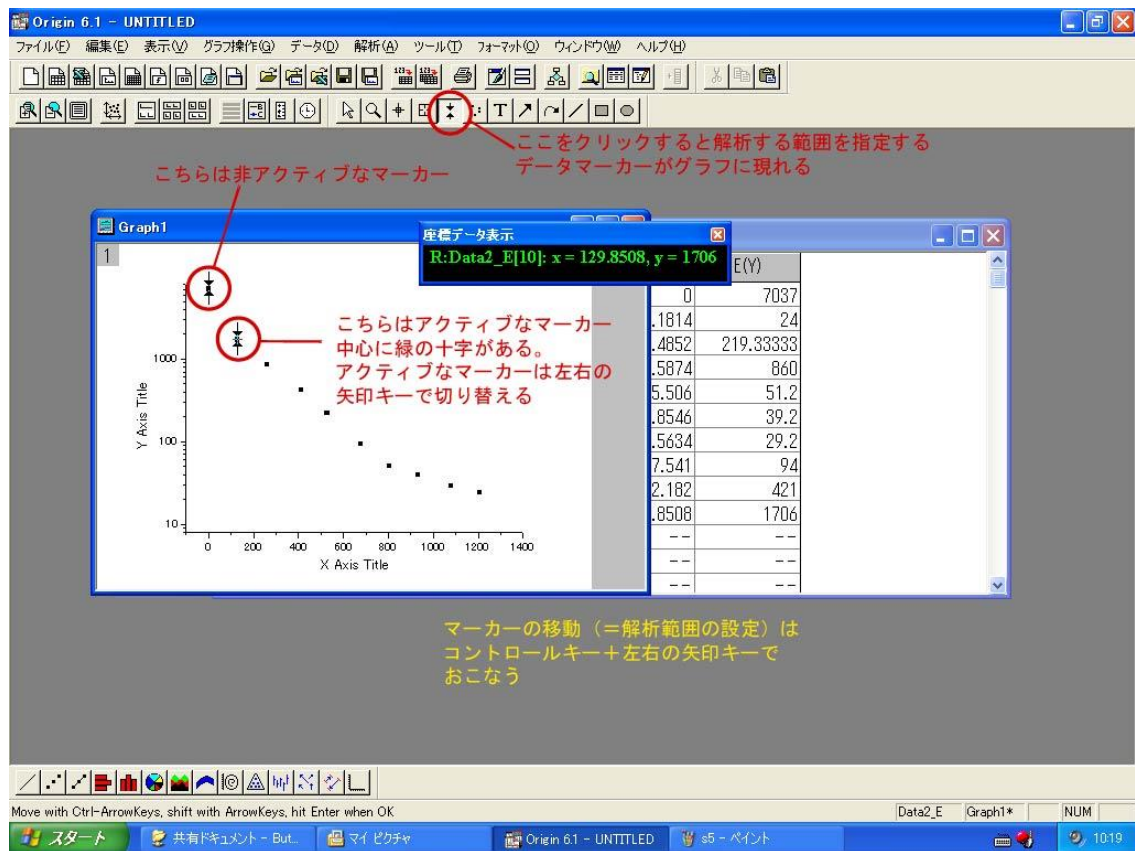 Origin 6.1 - UNTITLED
ファイル(F) 編集(E) 表示(V) グラフ操作(G) データ(D) 解析(A) ツール(T) フォーマット(O) ウィンドウ(W) ヘルプ(H)
ここをクリックすると解析する範囲を指定する
データマーカーがグラフに現れる
こちらは非アクティブなマーカー
Graph1
座標データ表示
R:Data2_E[10]: x = 129.8508, y = 1706
1
E(Y)
0 7037
.1814 24
.4852 219.33333
.5874 860
5.506 51.2
.8546 39.2
.5634 29.2
7.541 94
2.182 421
.8508 1706
-- --
-- --
-- --
こちらはアクティブなマーカー
中心に緑の十字がある。
アクティブなマーカーは左右の
矢印キーで切り替える
1000
100
10
Y Axis Title
0 200 400 600 800 1000 1200 1400
X Axis Title
マーカーの移動（＝解析範囲の設定）は
コントロールキー＋左右の矢印キーで
おこなう
Move with Ctrl-ArrowKeys, shift with ArrowKeys, hit Enter when OK
Data2_E Graph1* NUM
スタート 共有ドキュメント - But... マイ ピクチャ Origin 6.1 - UNTITLED s5 - ペイント 10:19